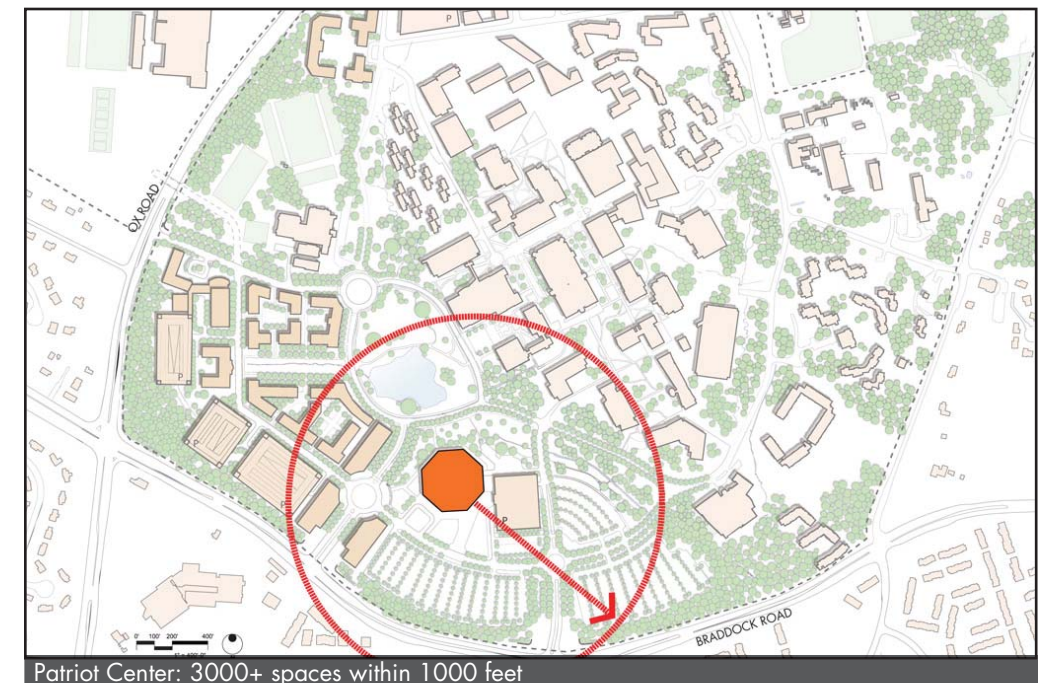 P
OX ROAD
P
P
P
P
BRADDOCK ROAD
0' 100' 200' 400'
Patriot Center: 3000+ spaces within 1000 feet